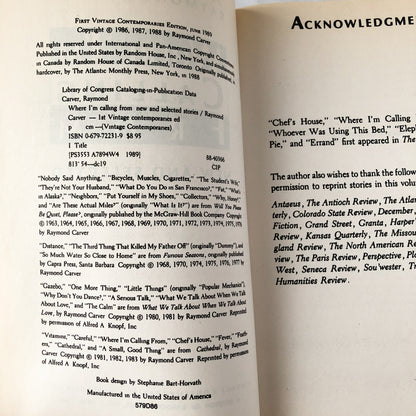 First Vintage Contemporaries Edition, June 1989
Copyright © 1986, 1987, 1988 by Raymond Carver
All rights reserved under International and Pan-American Copyright Conventions
Published in the United States by Random House, Inc, New York, and simultaneously
in Canada by Random House of Canada Limited, Toronto Originally published, in
hardcover, by The Atlantic Monthly Press, New York, in 1988
Library of Congress Cataloging-in-Publication Data
Carver, Raymond
Where I'm calling from new and selected stories / Raymond
Carver — 1st Vintage contemporaries ed
p cm —(Vintage Contemporaries)
ISBN 0-679-72231-9 $8 95
I Title
[PS3553 A7894W4 1989] 88-40366
813' 54—dc19 CIP
"Nobody Said Anything," "Bicycles, Muscles, Cigarettes," "The Student's Wife",
"They're Not Your Husband," "What Do You Do in San Francisco?," "Fat," "What's
in Alaska?," "Neighbors," "Put Yourself in My Shoes," "Collectors," "Why, Honey?,"
and "Are These Actual Miles?" (originally "What Is It?") are from Will You Please
Be Quiet, Please?, originally published by the McGraw-Hill Book Company Copyright
© 1963, 1964, 1965, 1966, 1967, 1968, 1970, 1971, 1972, 1973, 1974, 1975, 1976
by Raymond Carver
"Distance," "The Third Thing That Killed My Father Off" (originally "Dummy"), and
"So Much Water So Close to Home" are from Furious Seasons, originally published
by Capra Press, Santa Barbara Copyright © 1968, 1970, 1974, 1975, 1976, 1977 by
Raymond Carver
"Gazebo," "One More Thing," "Little Things" (originally "Popular Mechanics"),
"Why Don't You Dance?," "A Serious Talk," "What We Talk About When We Talk
About Love," and "The Calm" are from What We Talk About When We Talk About
Love, by Raymond Carver Copyright © 1980, 1981 by Raymond Carver Reprinted by
permission of Alfred A Knopf, Inc
"Vitamins," "Careful," "Where I'm Calling From," "Chef's House," "Fever," "Feath-
ers," "Cathedral," and "A Small, Good Thing" are from Cathedral, by Raymond
Carver Copyright © 1981, 1982, 1983 by Raymond Carver Reprinted by permission
of Alfred A Knopf, Inc
Book design by Stephanie Bart-Horvath
Manufactured in the United States of America
579D86
Acknowledgme
"Chef's House," "Where I'm Calling
"Whoever Was Using This Bed," "Elep
Pie," and "Errand" first appeared in The
The author also wishes to thank the followi
permission to reprint stories in this volum
Antaeus, The Antioch Review, The Atlan
terly, Colorado State Review, December,
Fiction, Grand Street, Granta, Harper
Review, Kansas Quarterly, The Missou
gland Review, The North American Re
view, The Paris Review, Perspective, Plo
West, Seneca Review, Sou'wester, T
Humanities Review.